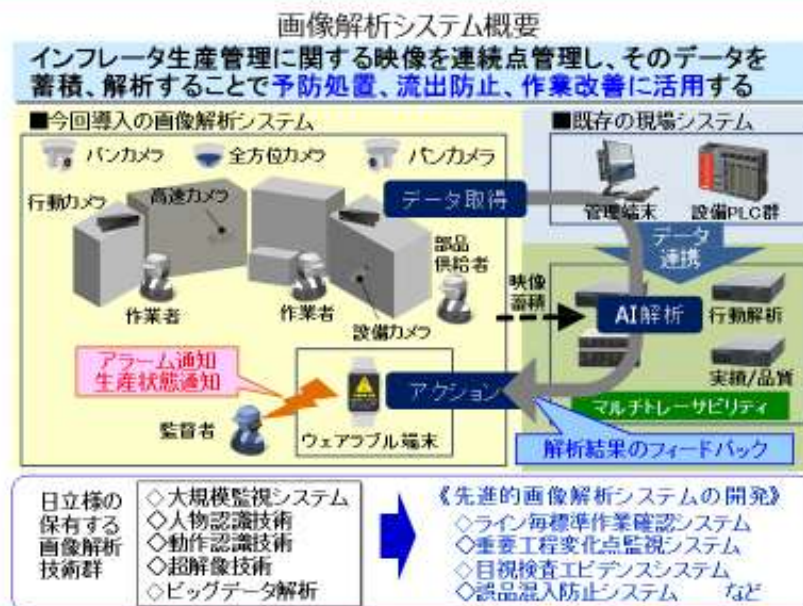 画像解析システム概要
インフレータ生産管理に関する映像を連続点管理し、そのデータを
蓄積、解析することで予防処置、流出防止、作業改善に活用する
■今回導入の画像解析システム
■既存の現場システム
パンカメラ
全方位カメラ
パンカメラ
行動カメラ
高速カメラ
データ取得
管理端末
設備PLC群
部品
供給者
データ
連携
作業者
作業者
設備カメラ
映像
蓄積
AI解析
行動解析
実績/品質
マルチトレーサビリティ
アラーム通知
生産状態通知
アクション
監督者
ウェアラブル端末
解析結果のフィードバック
日立様の
保有する
画像解析
技術群
◇大規模監視システム
◇人物認識技術
◇動作認識技術
◇超解像技術
◇ビッグデータ解析
《先進的画像解析システムの開発》
◇ライン毎標準作業確認システム
◇重要工程変化点監視システム
◇目視検査エビデンスシステム
◇誤品混入防止システム など